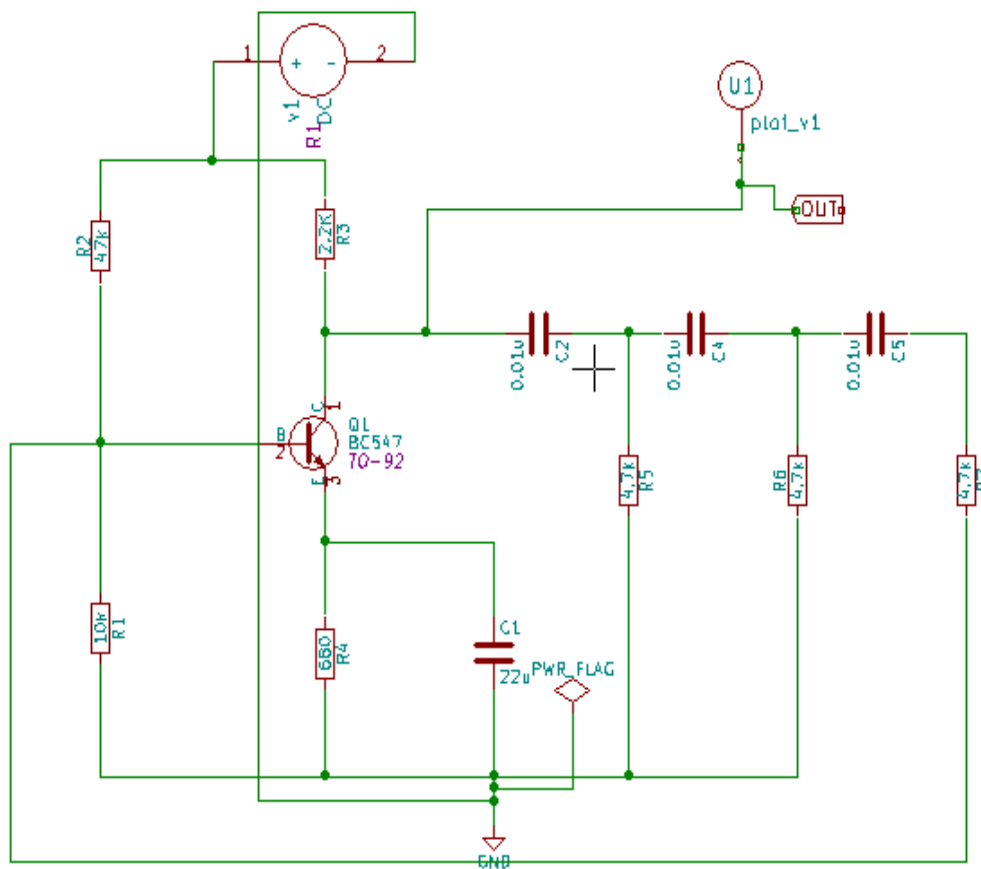 1
+ -
2
v1
DC
R1
U1
plot_v1
OUT
R2
47k
2.2K
R3
0.01u
C2
0.01u
C4
0.01u
C5
C
1
B
2
Q1
BC547
TO-92
E
3
4.7k
R5
R6
4.7k
4.7k
R1
680
R4
C1
22u
PWR_FLAG
GND